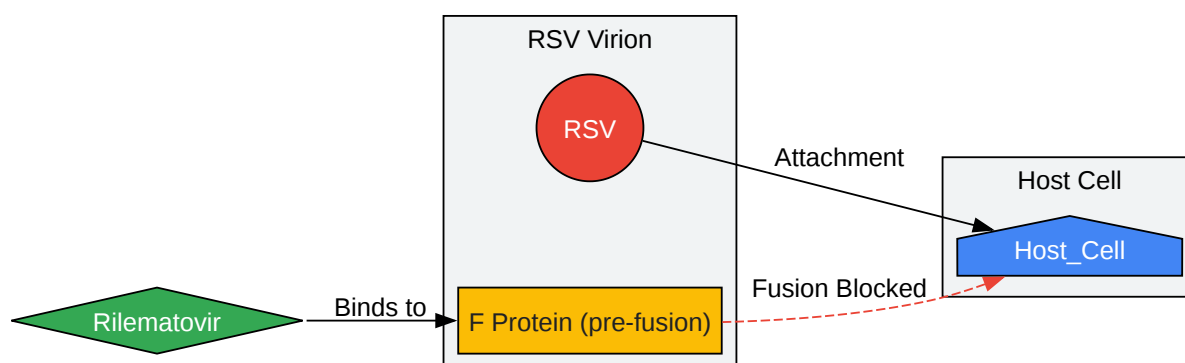 RSV Virion
RSV
Attachment
Host Cell
Host_Cell
Fusion Blocked
Rilematovir
Binds to
F Protein (pre-fusion)